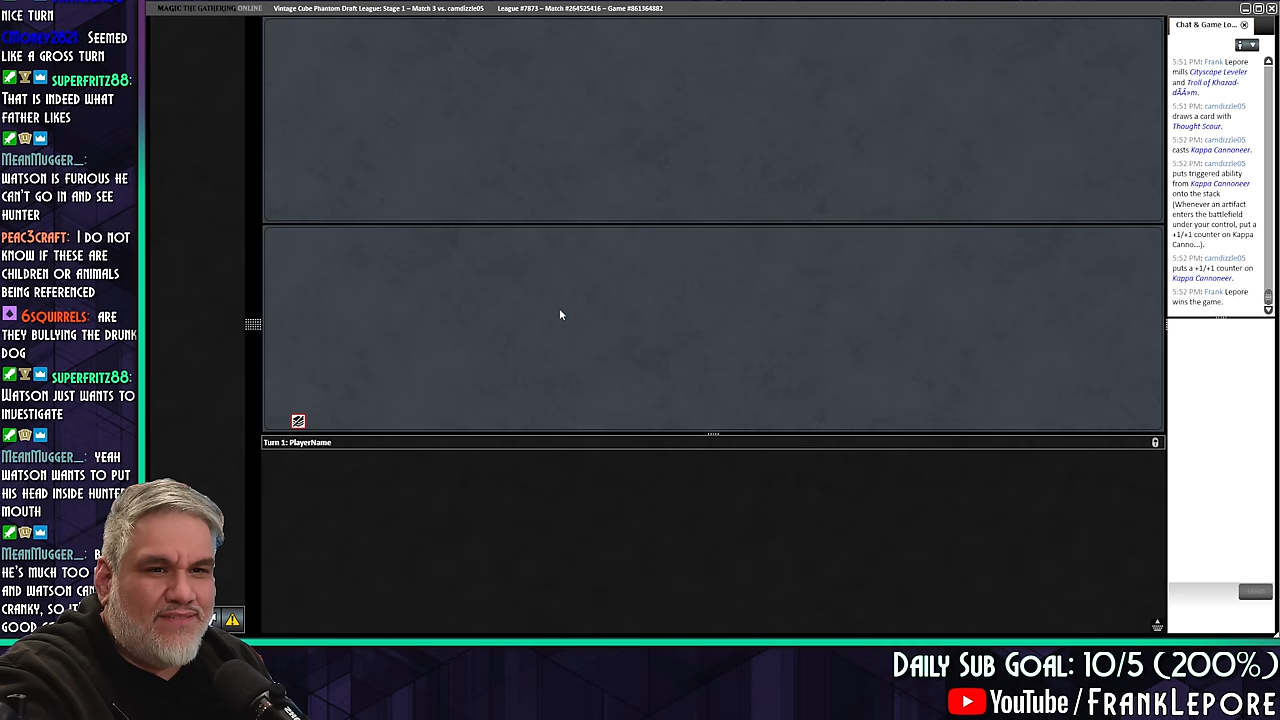 NICE TURN
CMONEY2821: SEEMED
LIKE A GROSS TURN
SUPERFRITZ88:
THAT IS INDEED WHAT
FATHER LIKES
MEANMUGGER_:
WATSON IS FURIOUS HE
CAN'T GO IN AND SEE
HUNTER
PEAC3CRAFT: I DO NOT
KNOW IF THESE ARE
CHILDREN OR ANIMALS
BEING REFERENCED
6SQUIRRELS: ARE
THEY BULLYING THE DRUNK
DOG
SUPERFRITZ88:
WATSON JUST WANTS TO
INVESTIGATE
MEANMUGGER_: YEAH
WATSON WANTS TO PUT
HIS HEAD INSIDE HUNTER
MOUTH
MEANMUGGER_:
HE'S MUCH TOO
AND WATSON CAN
CRANKY, SO
GOOD
MAGIC THE GATHERING ONLINE
Vintage Cube Phantom Draft League: Stage 1 – Match 3 vs. camdizzle05
League #7873 – Match #264525416 – Game #861364882
Turn 1: PlayerName
Chat & Game Lo...
5:51 PM: Frank Lepore
mills Cityscape Leveler
and Troll of Khazad-
dÃÂ»m.
5:51 PM: camdizzle05
draws a card with
Thought Scour.
5:52 PM: camdizzle05
casts Kappa Cannoneer.
5:52 PM: camdizzle05
puts triggered ability
from Kappa Cannoneer
onto the stack
(Whenever an artifact
enters the battlefield
under your control, put a
+1/+1 counter on Kappa
Canno...).
5:52 PM: camdizzle05
puts a +1/+1 counter on
Kappa Cannoneer.
5:52 PM: Frank Lepore
wins the game.
DAILY SUB GOAL: 10/5 (200%)
YOUTUBE/FRANKLEPORE